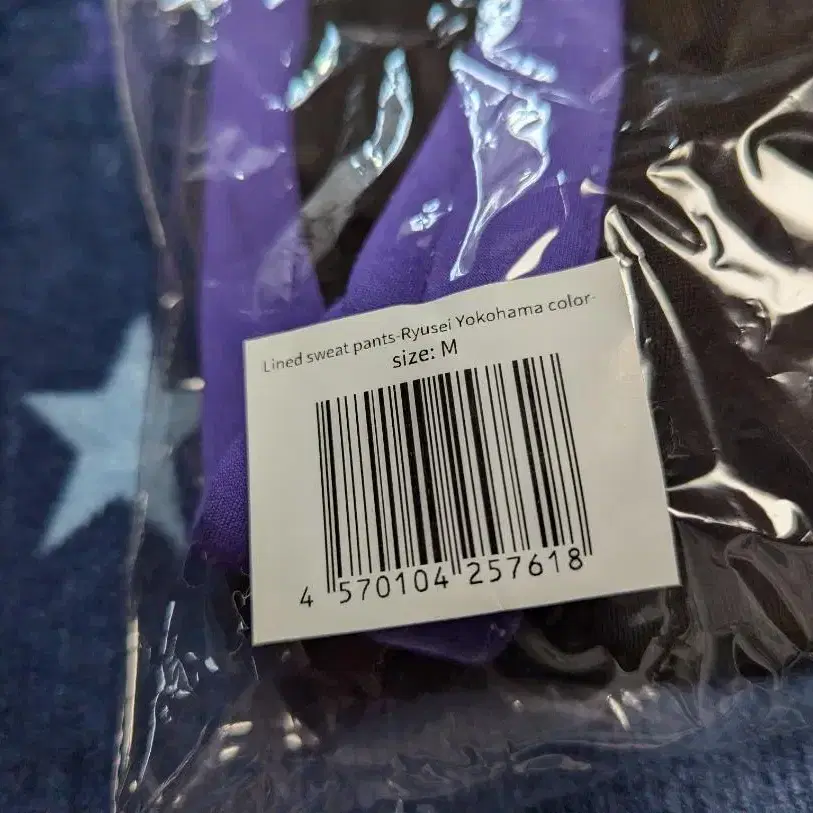 Lined sweat pants-Ryusei Yokohama color-
size: M
4 570104 257618